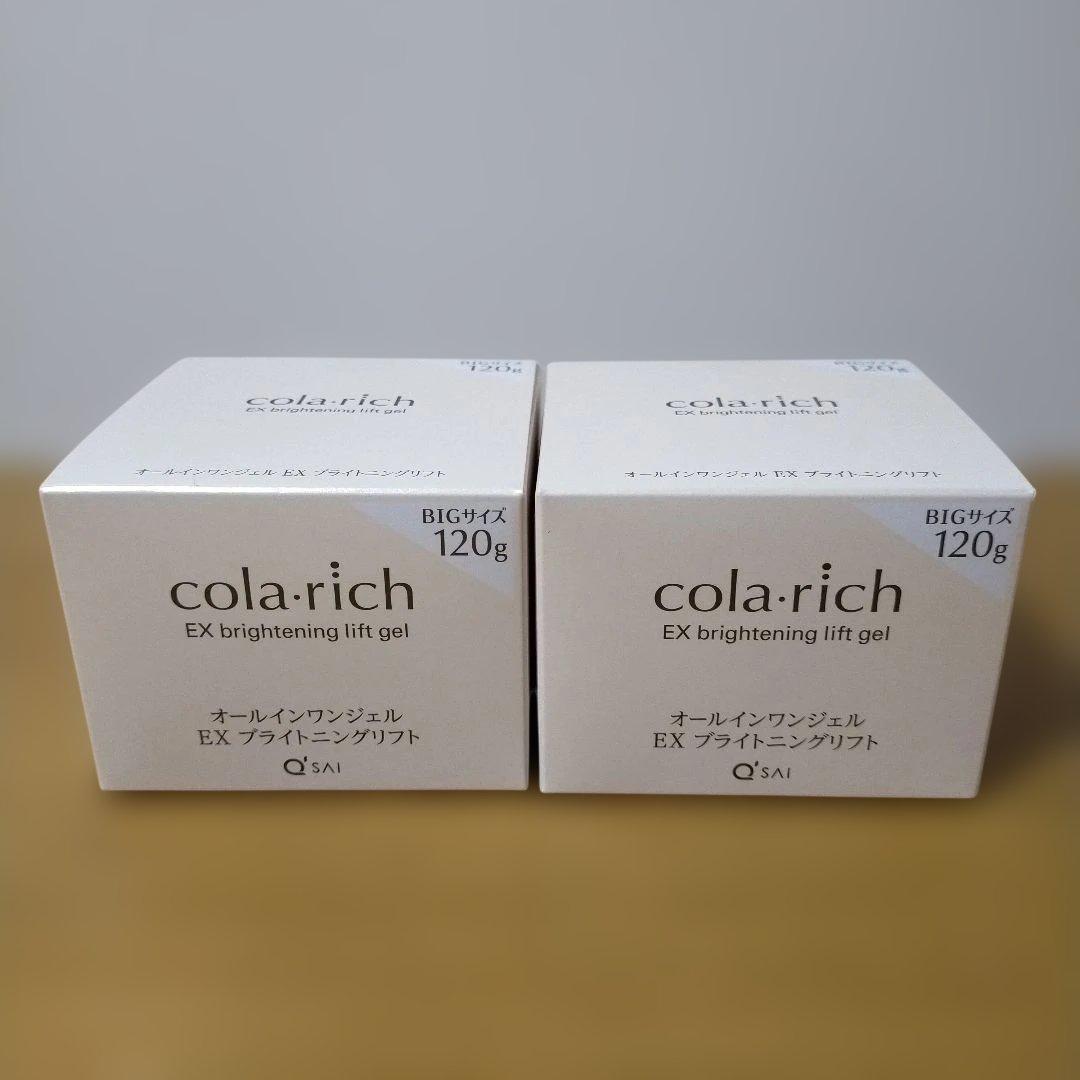 BIGサイズ
120g
cola・rich
EX brightening lift gel
オールインワンジェル EX ブライトニングリフト
BIGサイズ
120g
cola・rich
EX brightening lift gel
オールインワンジェル
EX ブライトニングリフト
Q'SAI
BIGサイズ
120g
cola・rich
EX brightening lift gel
オールインワンジェル EX ブライトニングリフト
BIGサイズ
120g
cola・rich
EX brightening lift gel
オールインワンジェル
EX ブライトニングリフト
Q'SAI